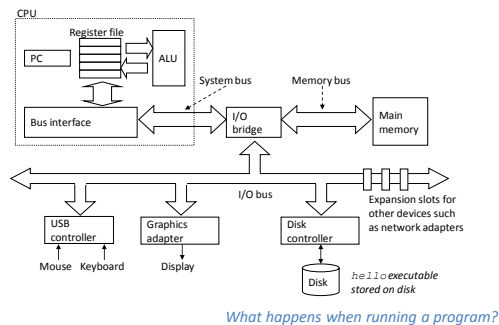 CPU
Register file
PC
ALU
System bus
Memory bus
Bus interface
I/O
bridge
Main
memory
I/O bus
Expansion slots for
other devices such
as network adapters
USB
controller
Graphics
adapter
Disk
controller
Mouse Keyboard
Display
Disk
hello executable
stored on disk
What happens when running a program?